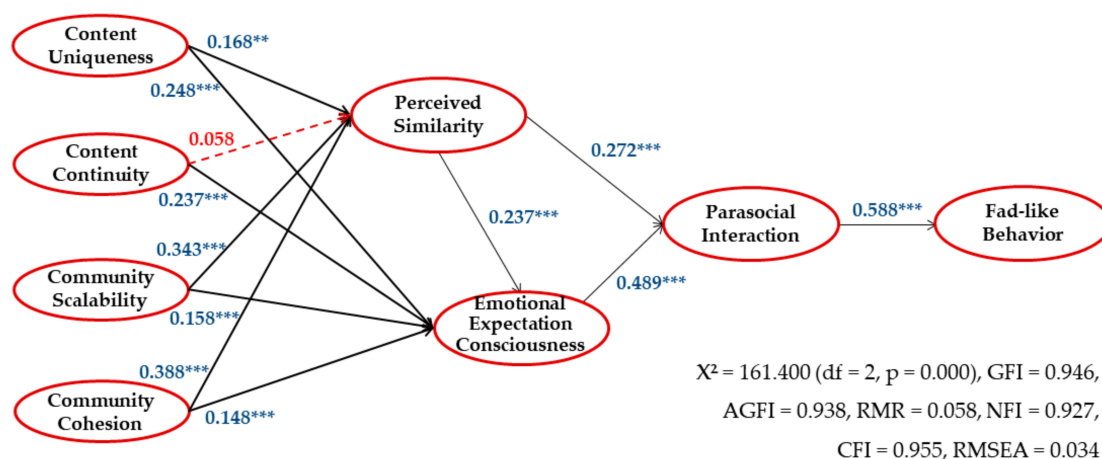 Content
Uniqueness
0.168**
0.248***
Content
Continuity
0.058
0.237***
Community
Scalability
0.343***
0.158***
Community
Cohesion
0.388***
0.148***
Perceived
Similarity
0.237***
Emotional
Expectation
Consciousness
0.272***
0.489***
Parasocial
Interaction
0.588***
Fad-like
Behavior
X² = 161.400 (df = 2, p = 0.000), GFI = 0.946,
AGFI = 0.938, RMR = 0.058, NFI = 0.927,
CFI = 0.955, RMSEA = 0.034